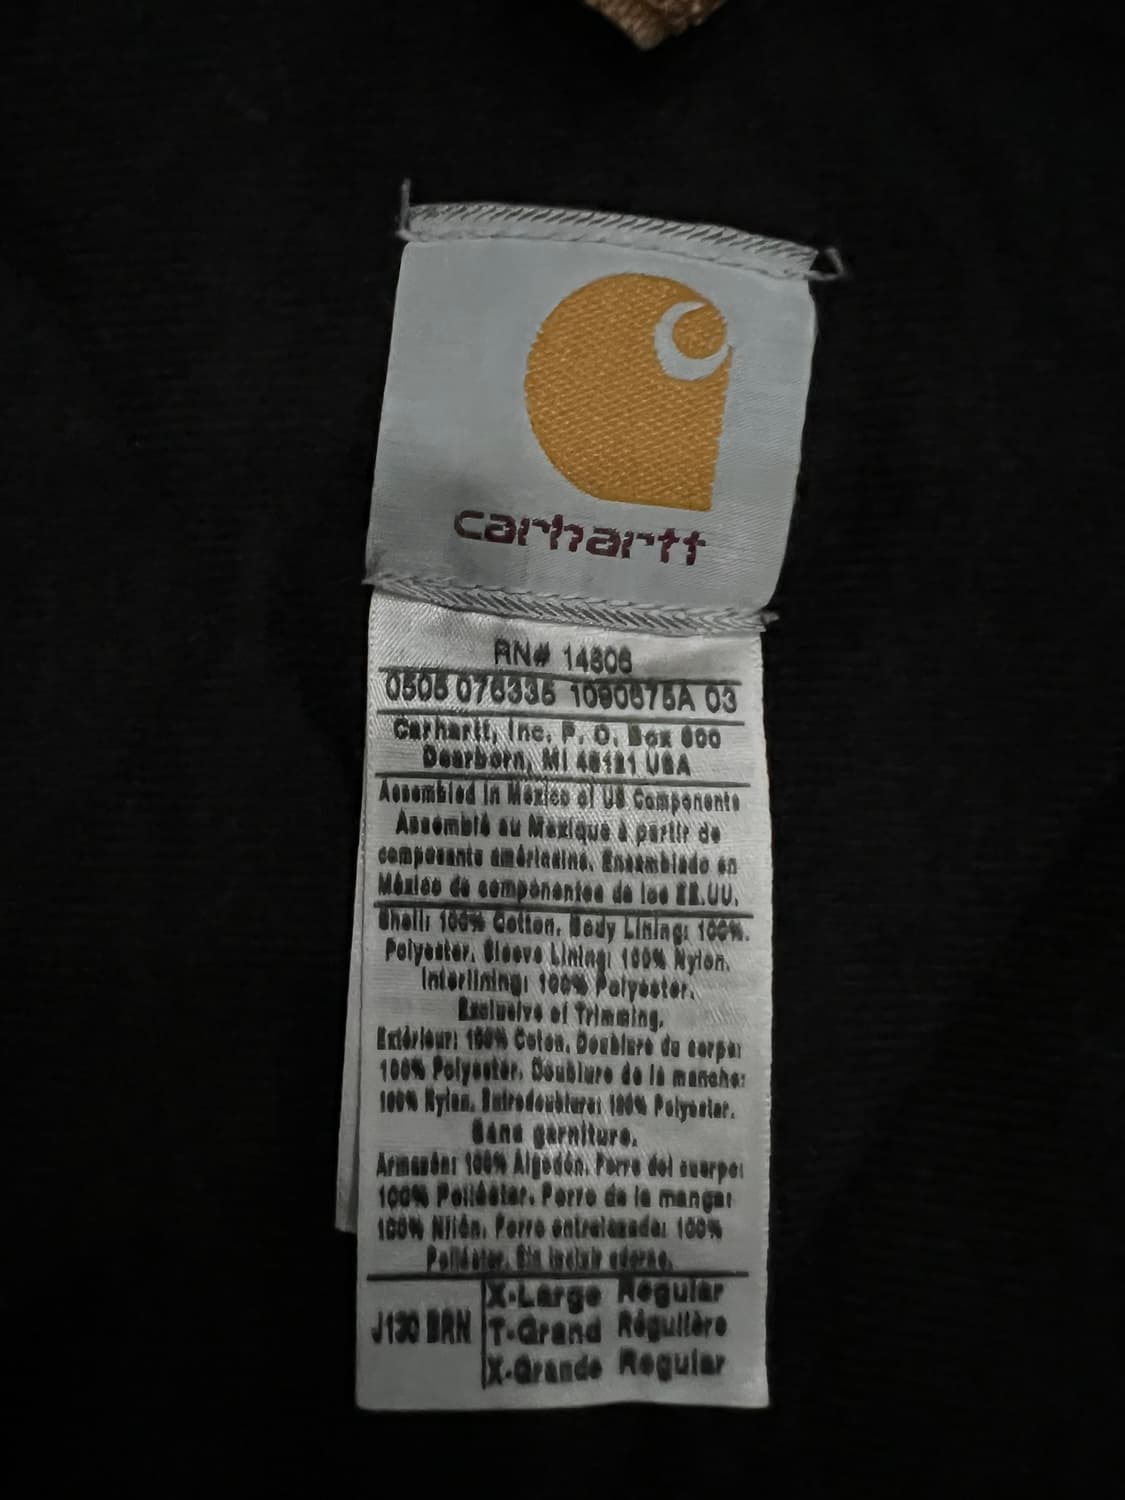 carhartt
RN# 14806
0505 076335 1090675A 03
Carhartt, Inc. P. O. Box 600
Dearborn, MI 48121 USA
Assembled in Mexico of US Components
Assemblé au Mexique à partir de
composants américains. Ensamblado en
México de componentes de los EE.UU.
Shell: 100% Cotton. Body Lining: 100%
Polyester. Sleeve Lining: 100% Nylon.
Interlining: 100% Polyester.
Exclusive of Trimming.
Extérieur: 100% Coton. Doublure du corps:
100% Polyester. Doublure de la manche:
100% Nylon. Entredoublure: 100% Polyester.
Sans garniture.
Armazón: 100% Algodón. Forro del cuerpo:
100% Poliéster. Forro de la manga:
100% Nilón. Forro entrelazado: 100%
Poliéster. Sin incluir adorno.
J130 BRN
X-Large Regular
T-Grand Régulière
X-Grande Regular